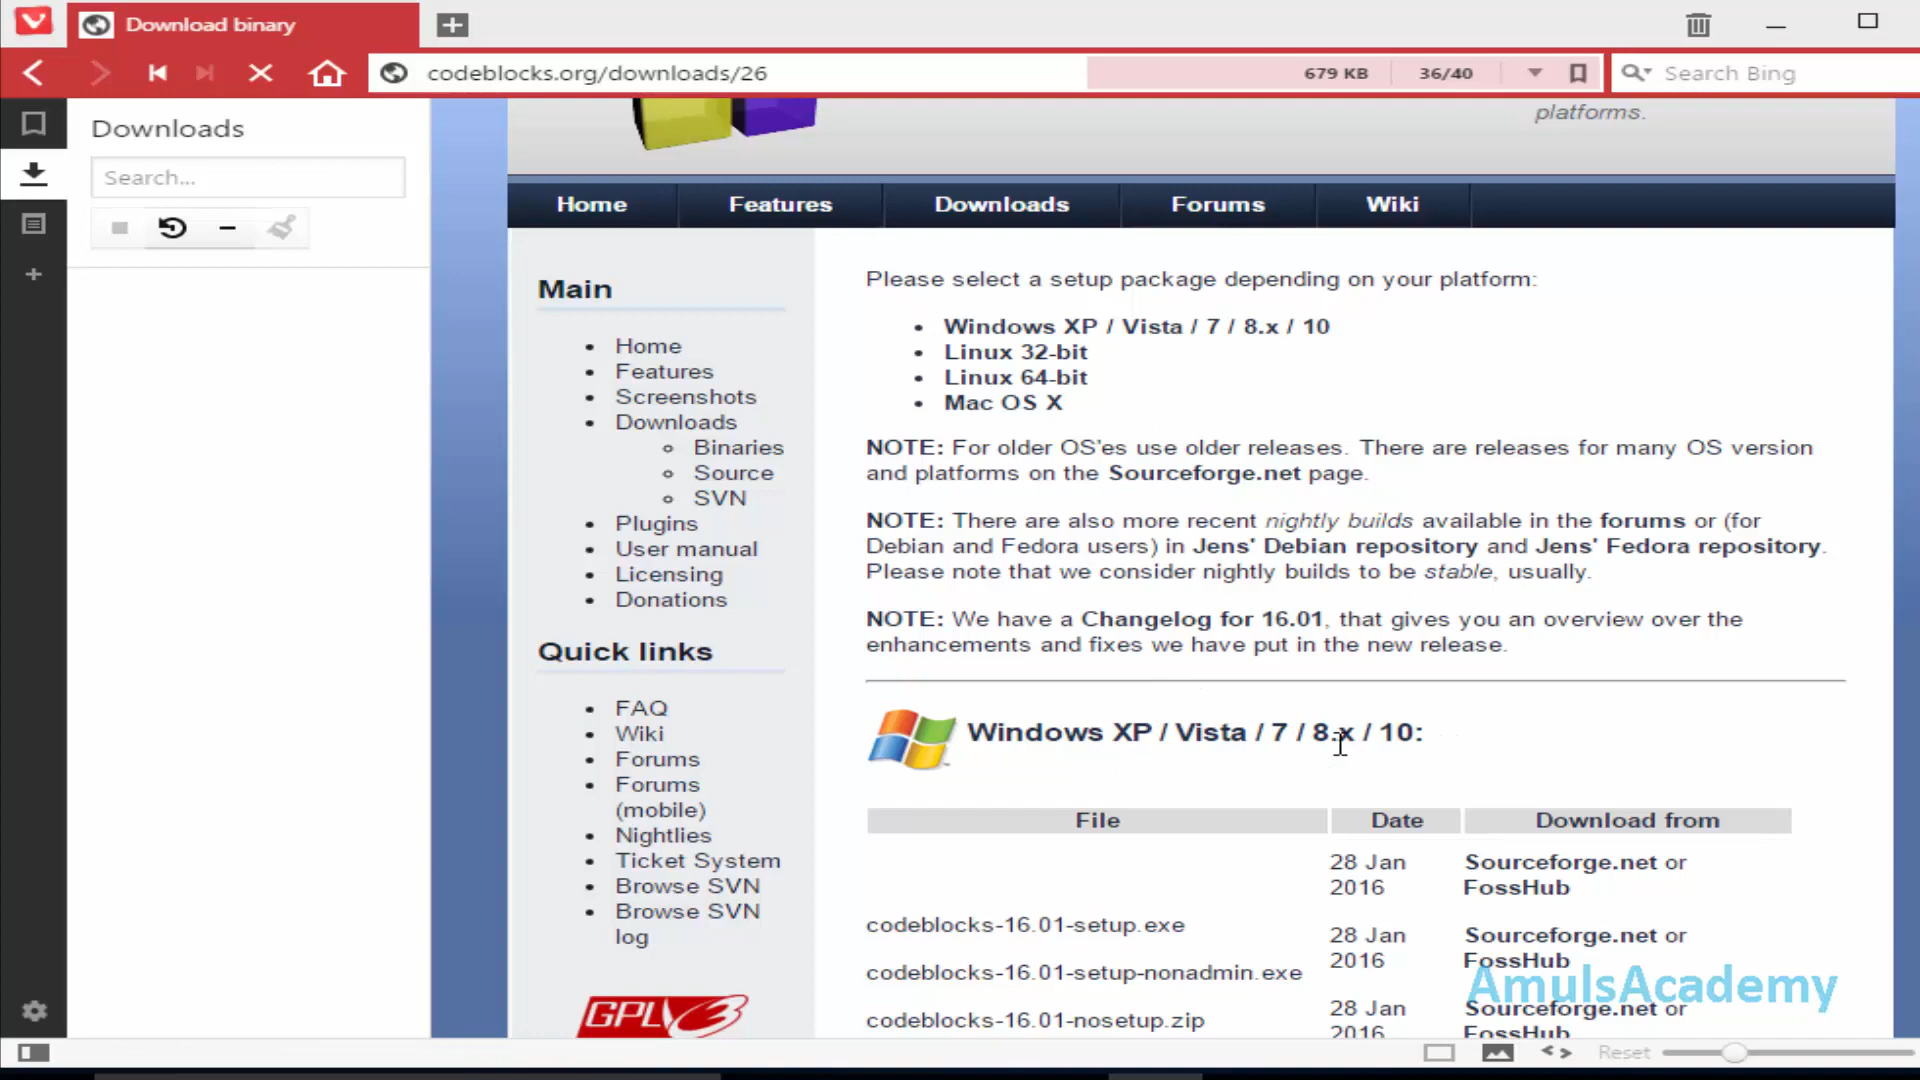 Download binary
codeblocks.org/downloads/26
679 KB
36/40
Search Bing
Downloads
Search...
platforms.
Home
Features
Downloads
Forums
Wiki
Main
Home
Features
Screenshots
Downloads
Binaries
Source
SVN
Plugins
User manual
Licensing
Donations
Quick links
FAQ
Wiki
Forums
Forums
(mobile)
Nightlies
Ticket System
Browse SVN
Browse SVN
log
GPL 3
Please select a setup package depending on your platform:
Windows XP / Vista / 7 / 8.x / 10
Linux 32-bit
Linux 64-bit
Mac OS X
NOTE: For older OS'es use older releases. There are releases for many OS version
and platforms on the Sourceforge.net page.
NOTE: There are also more recent nightly builds available in the forums or (for
Debian and Fedora users) in Jens' Debian repository and Jens' Fedora repository.
Please note that we consider nightly builds to be stable, usually.
NOTE: We have a Changelog for 16.01, that gives you an overview over the
enhancements and fixes we have put in the new release.
Windows XP / Vista / 7 / 8.x / 10:
File
Date
Download from
28 Jan
2016
Sourceforge.net or
FossHub
codeblocks-16.01-setup.exe
28 Jan
2016
Sourceforge.net or
FossHub
codeblocks-16.01-setup-nonadmin.exe
28 Jan
2016
Sourceforge.net or
FossHub
codeblocks-16.01-nosetup.zip
AmulsAcademy
Reset